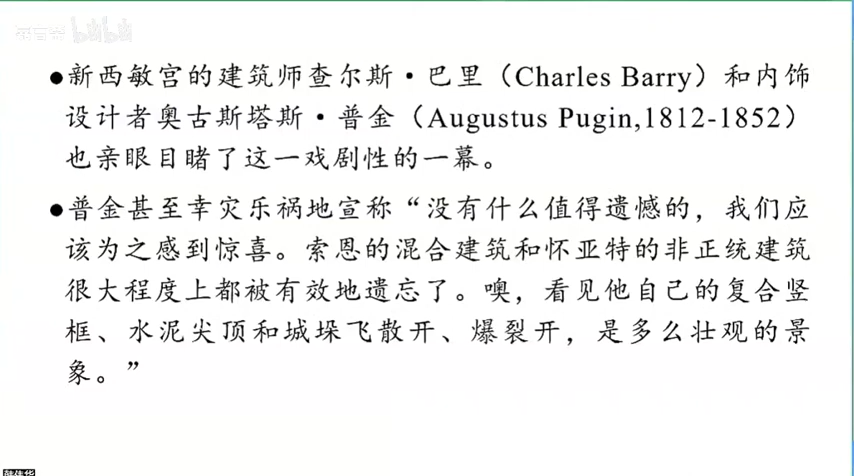 bilibili
●新西敏宫的建筑师查尔斯·巴里（Charles Barry）和内饰
设计者奥古斯塔斯·普金（Augustus Pugin,1812-1852）
也亲眼目睹了这一戏剧性的一幕。
●普金甚至幸灾乐祸地宣称“没有什么值得遗憾的，我们应
该为之感到惊喜。索恩的混合建筑和怀亚特的非正统建筑
很大程度上都被有效地遗忘了。噢，看见他自己的复合竖
框、水泥尖顶和城垛飞散开、爆裂开，是多么壮观的景
象。”